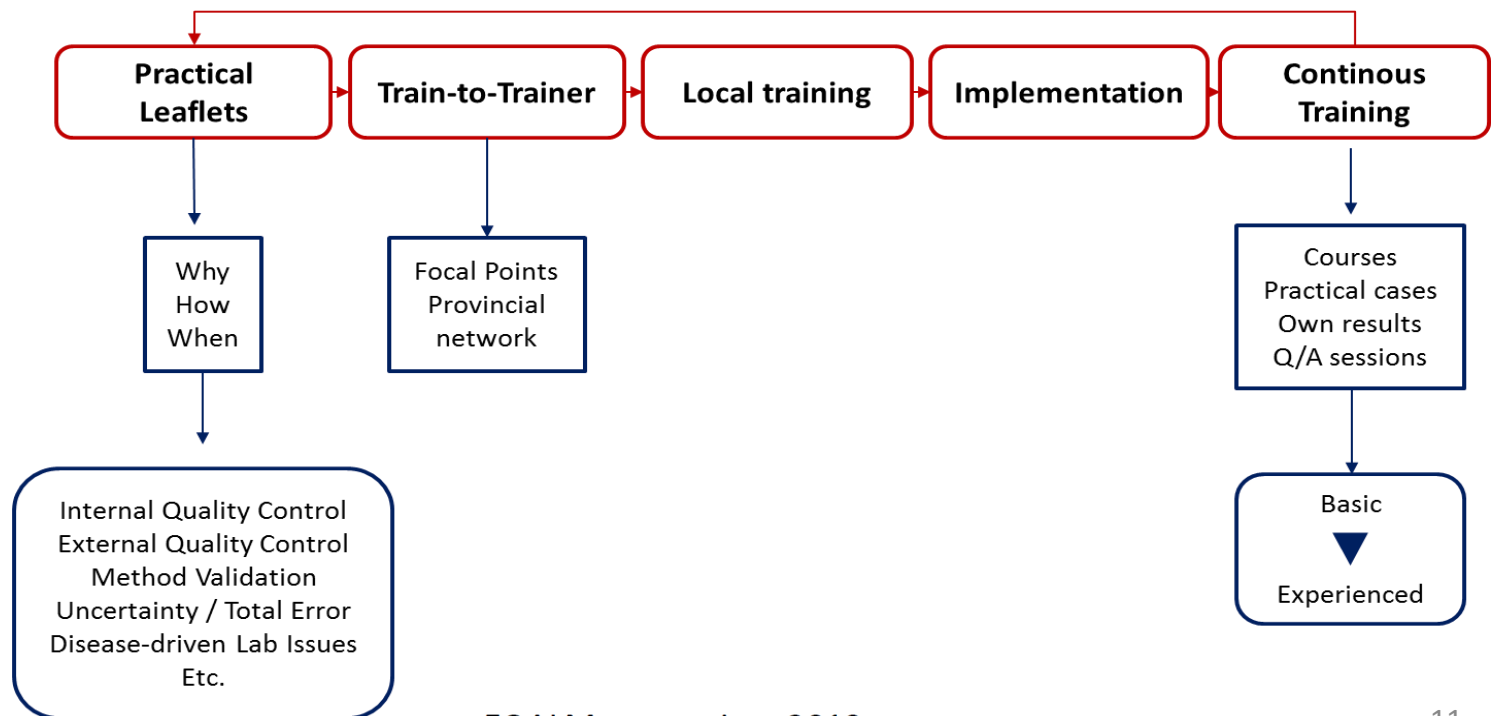 Practical
Leaflets
Train-to-Trainer
Local training
Implementation
Continous
Training
Why
How
When
Focal Points
Provincial
network
Courses
Practical cases
Own results
Q/A sessions
Internal Quality Control
External Quality Control
Method Validation
Uncertainty / Total Error
Disease-driven Lab Issues
Etc.
Basic
Experienced